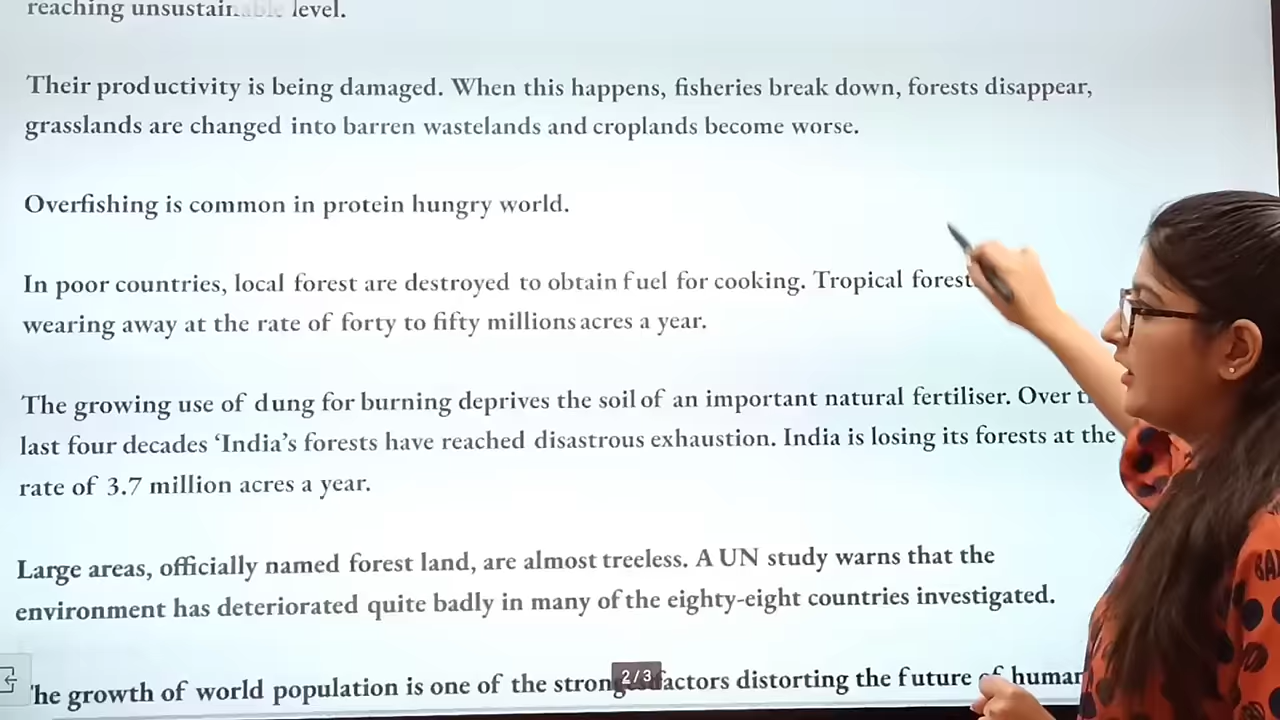 reaching unsustainable level.
Their productivity is being damaged. When this happens, fisheries break down, forests disappear,
grasslands are changed into barren wastelands and croplands become worse.
Overfishing is common in protein hungry world.
In poor countries, local forest are destroyed to obtain fuel for cooking. Tropical forest
wearing away at the rate of forty to fifty millions acres a year.
The growing use of dung for burning deprives the soil of an important natural fertiliser. Over
last four decades ‘India’s forests have reached disastrous exhaustion. India is losing its forests at the
rate of 3.7 million acres a year.
Large areas, officially named forest land, are almost treeless. A UN study warns that the
environment has deteriorated quite badly in many of the eighty-eight countries investigated.
he growth of world population is one of the factors distorting the future of human
2/3